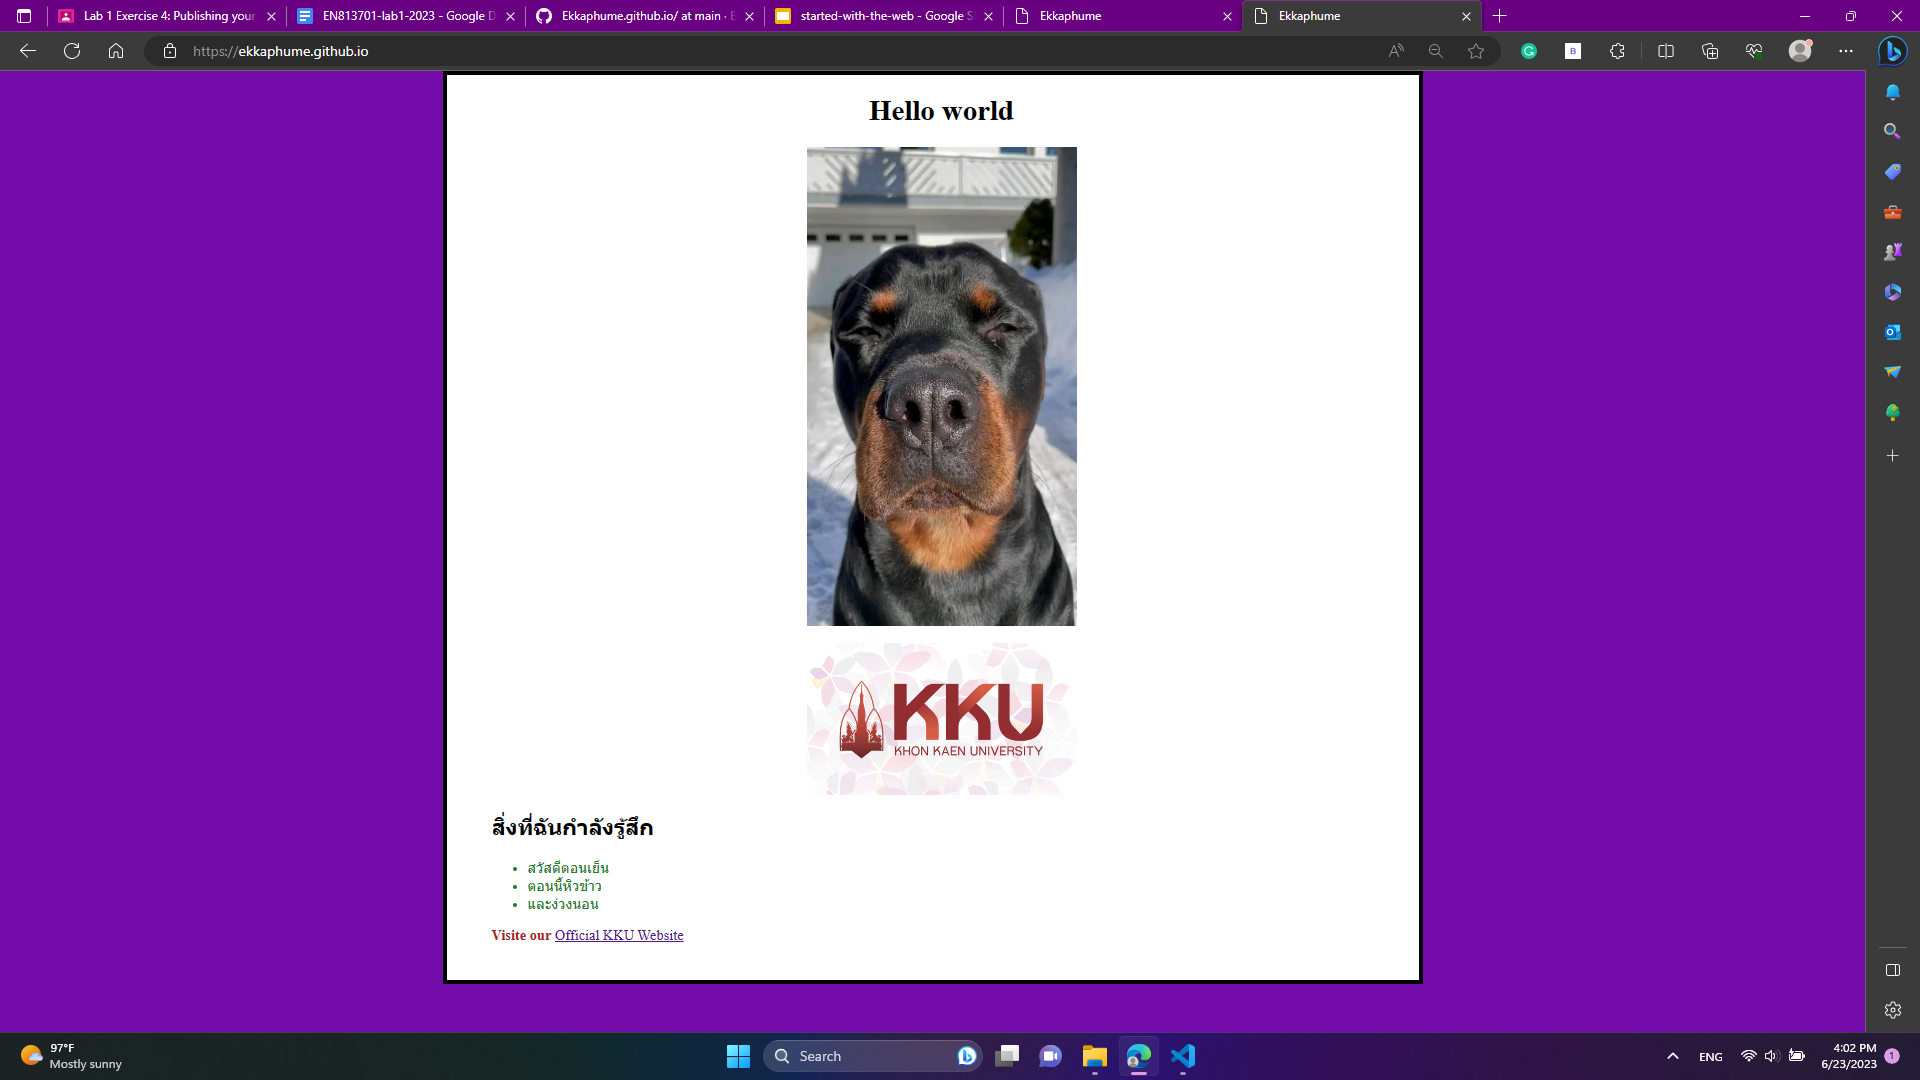 Lab 1 Exercise 4: Publishing your
EN813701-lab1-2023 - Google D
Ekkaphume.github.io/ at main · E
started-with-the-web - Google S
Ekkaphume
Ekkaphume
https://ekkaphume.github.io
Hello world
KKU
KHON KAEN UNIVERSITY
สิ่งที่ฉันกำลังรู้สึก
สวัสดีตอนเย็น
ตอนนี้หิวข้าว
และง่วงนอน
Visite our Official KKU Website
97°F
Mostly sunny
Search
ENG
4:02 PM
6/23/2023
1